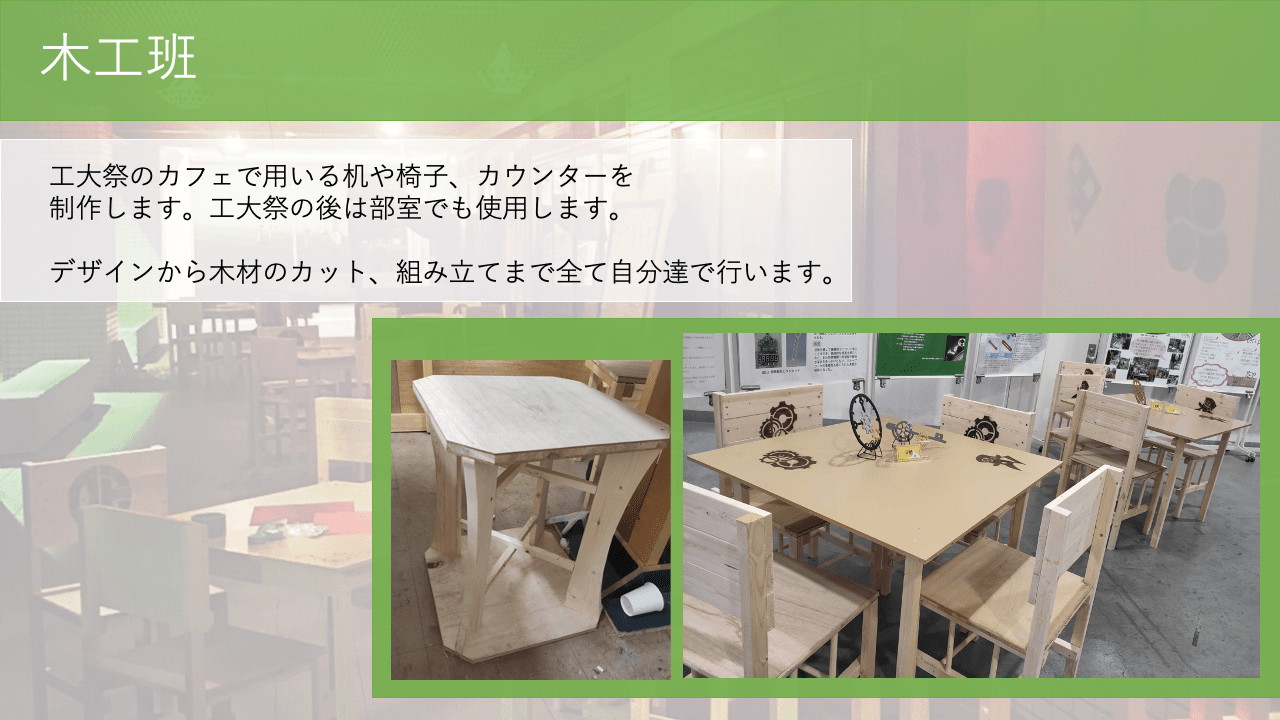 木工班
工大祭のカフェで用いる机や椅子、カウンターを
制作します。工大祭の後は部室でも使用します。
デザインから木材のカット、組み立てまで全て自分達で行います。